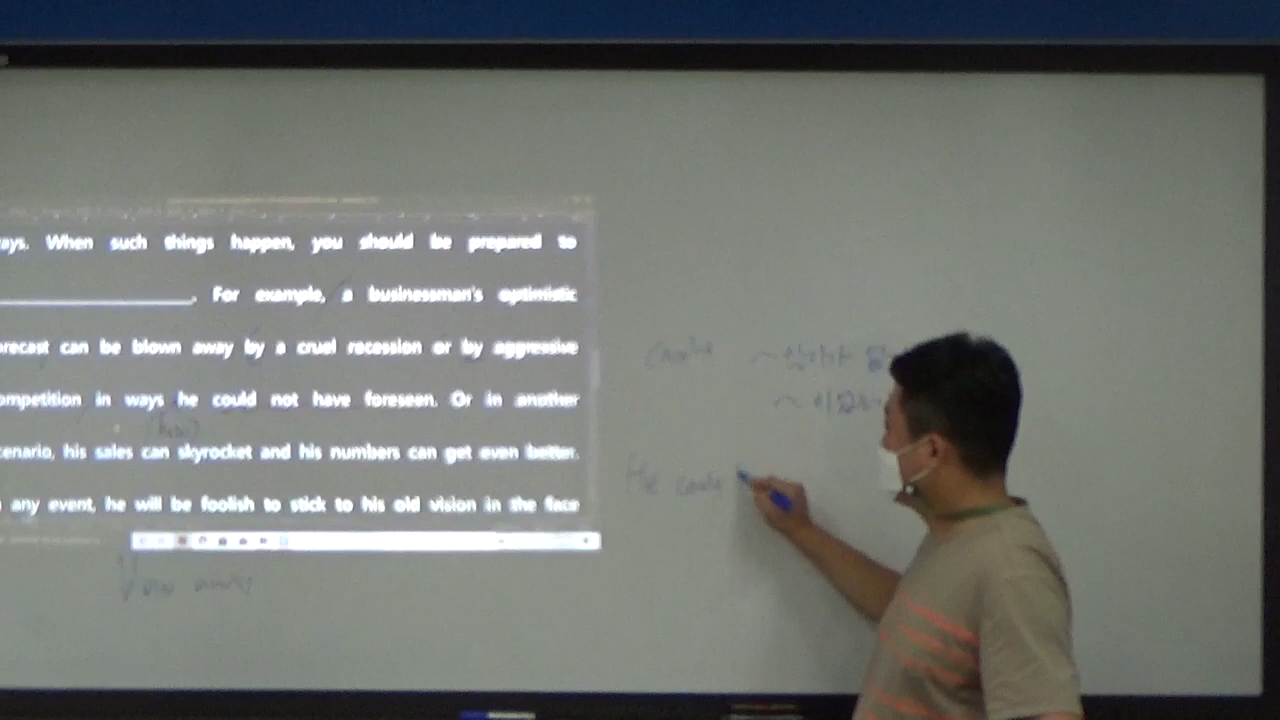 ays. When such things happen, you should be prepared to
. For example, a businessman's optimistic
orecast can be blown away by a cruel recession or by aggressive
ompetition in ways he could not have foreseen. Or in another
(how)
cenario, his sales can skyrocket and his numbers can get even better.
any event, he will be foolish to stick to his old vision in the face
He